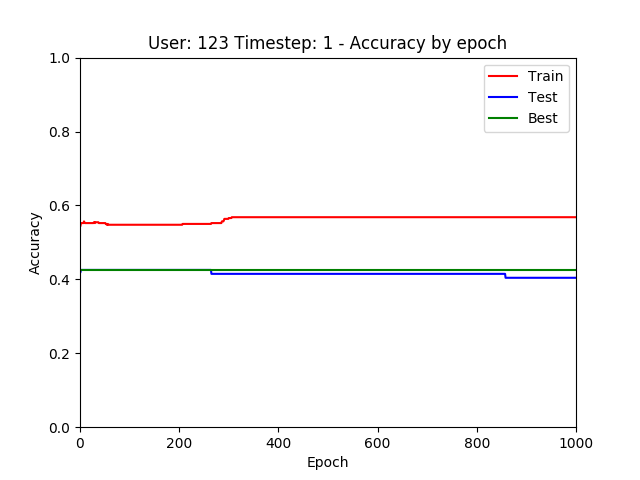 User: 123 Timestep: 1 - Accuracy by epoch
1.0
0.8
0.6
0.4
0.2
0.0
Accuracy
Train
Test
Best
0 200 400 600 800 1000
Epoch